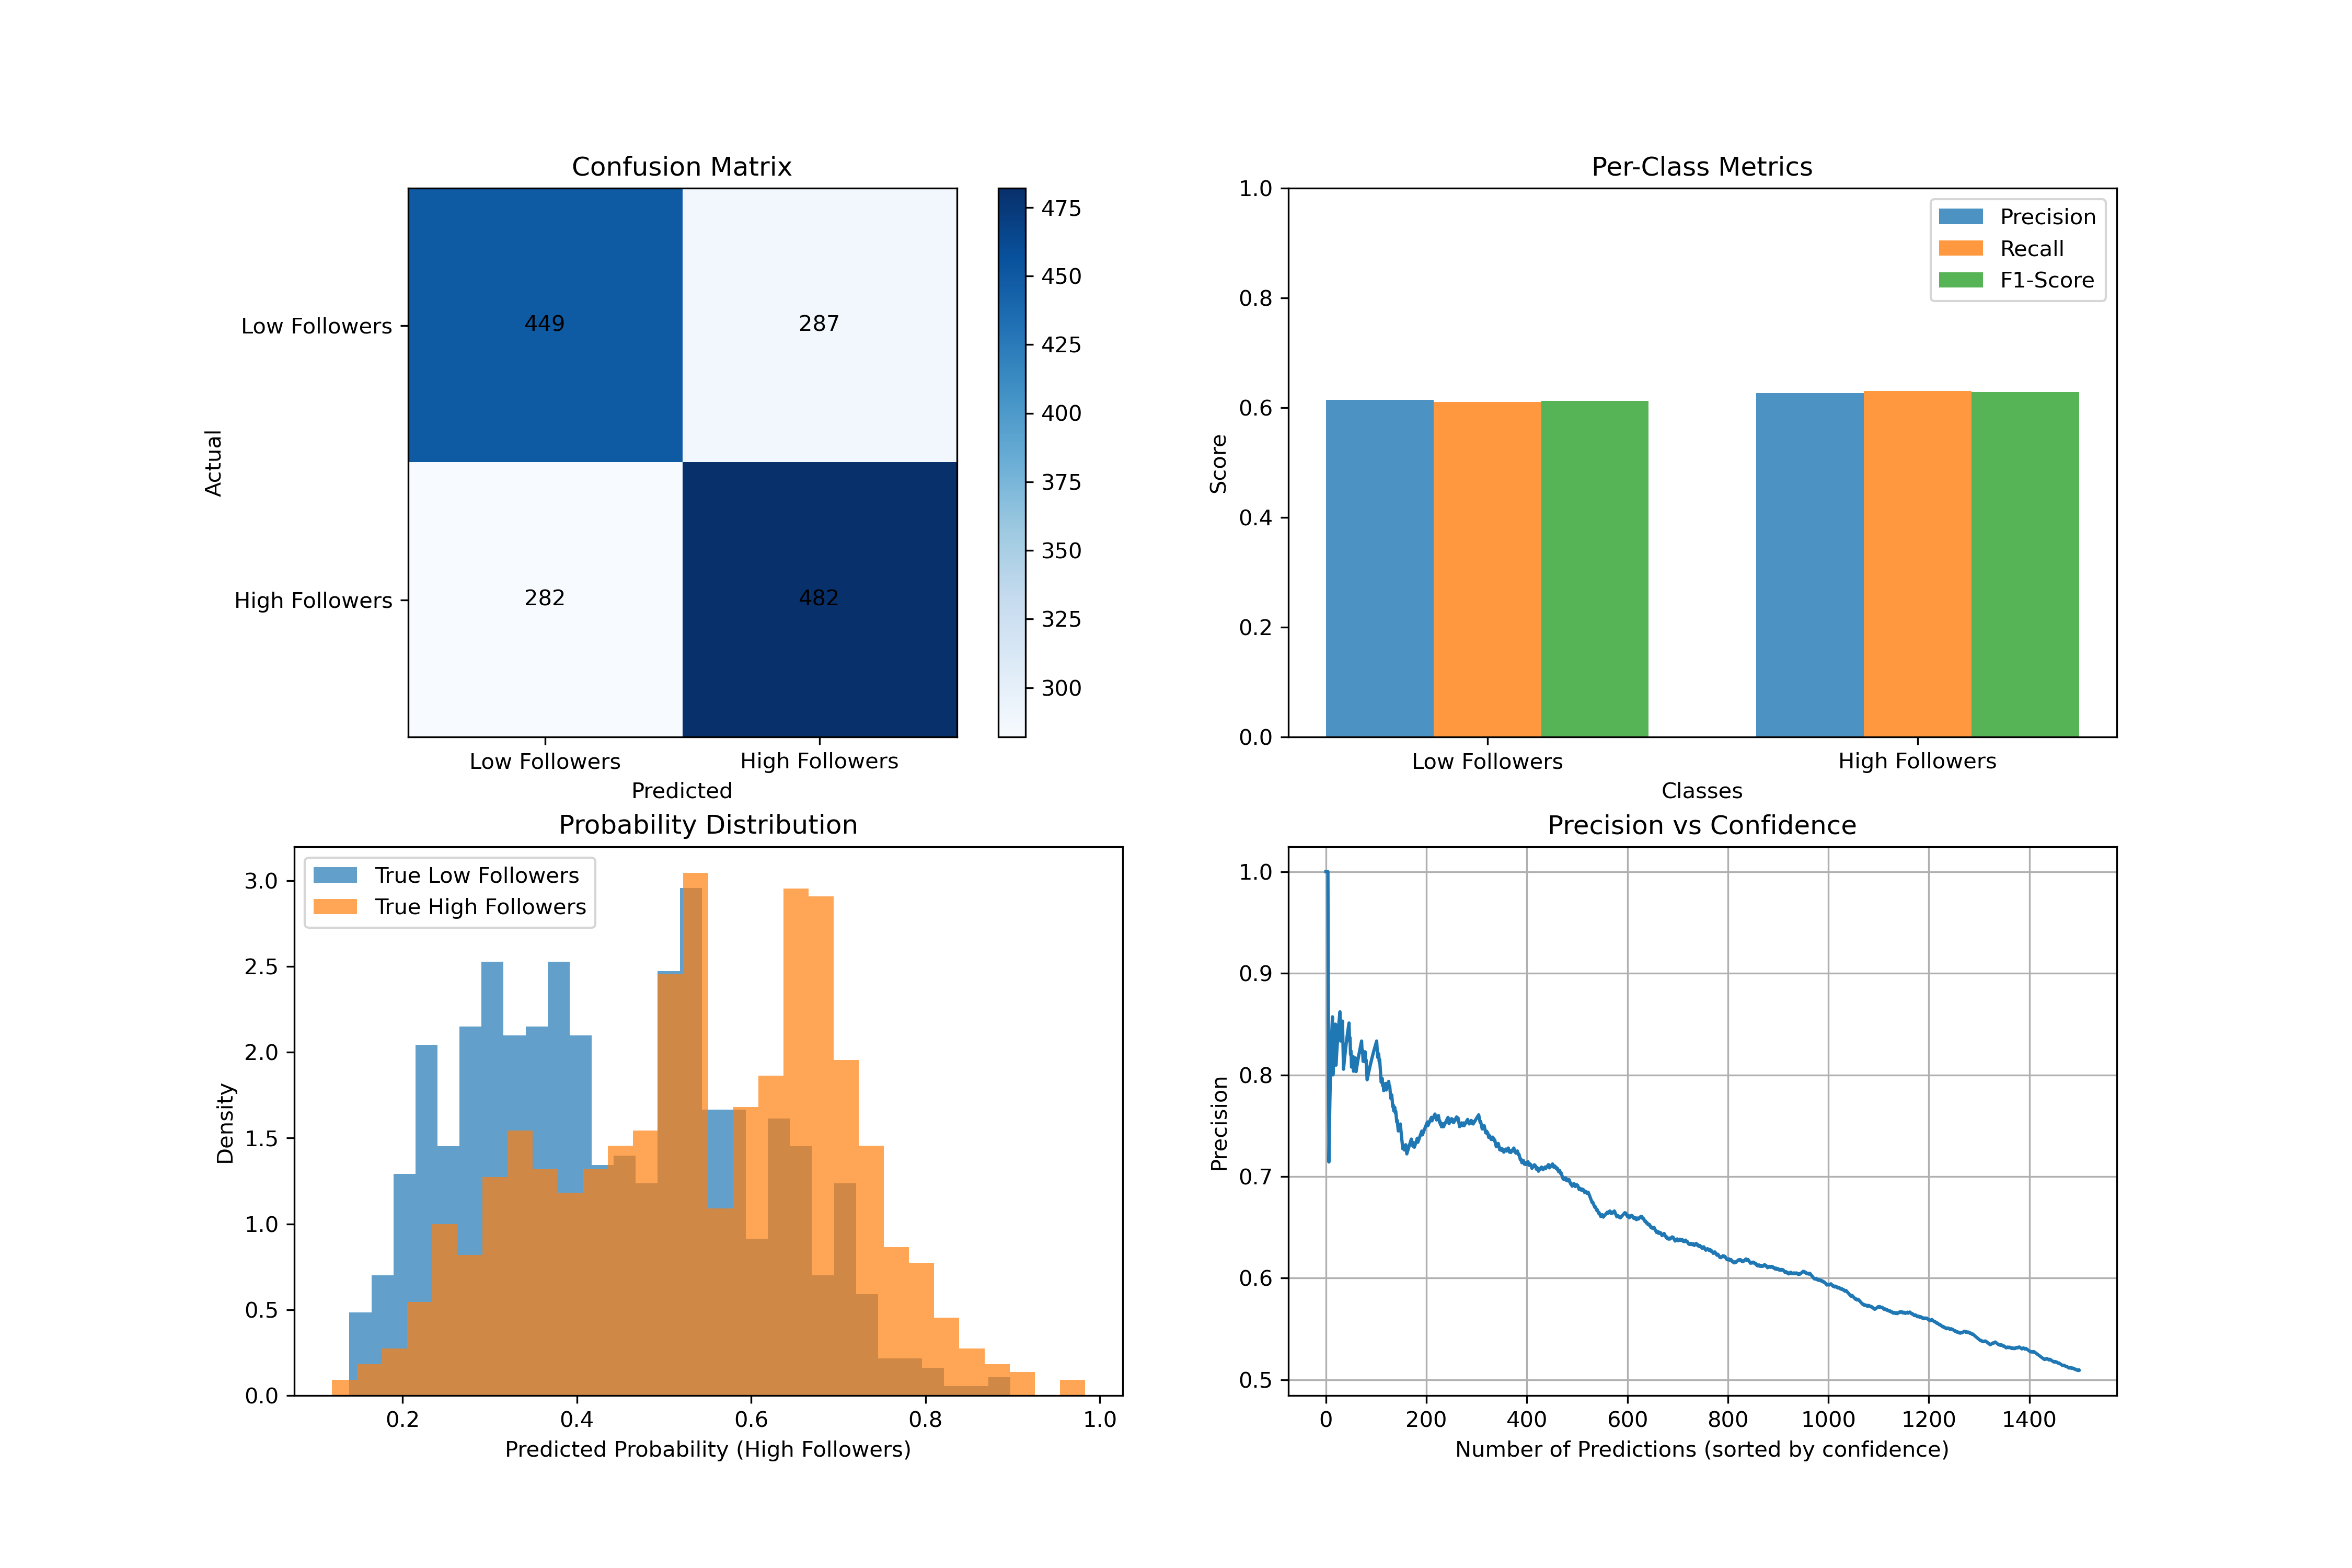 Confusion Matrix
Low Followers
High Followers
Actual
449
287
282
482
Low Followers
High Followers
Predicted
475
450
425
400
375
350
325
300
Per-Class Metrics
1.0
0.8
0.6
0.4
0.2
0.0
Score
Precision
Recall
F1-Score
Low Followers
High Followers
Classes
Probability Distribution
3.0
2.5
2.0
1.5
1.0
0.5
0.0
Density
True Low Followers
True High Followers
0.2
0.4
0.6
0.8
1.0
Predicted Probability (High Followers)
Precision vs Confidence
1.0
0.9
0.8
0.7
0.6
0.5
Precision
0
200
400
600
800
1000
1200
1400
Number of Predictions (sorted by confidence)